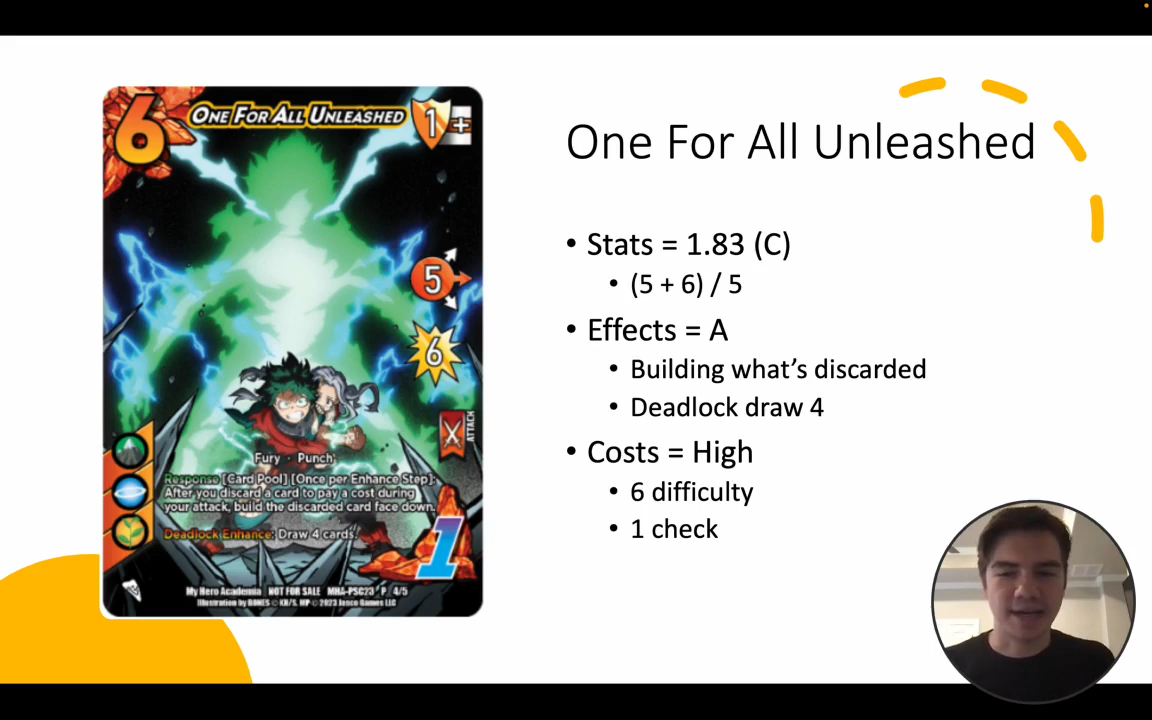 6
ONE FOR ALL UNLEASHED
1
+
5
6
ATTACK
Fury · Punch
Response [Card Pool] [Once per Enhance Step]:
After you discard a card to pay a cost during
your attack, build the discarded card face down.
Deadlock Enhance: Draw 4 cards.
1
My Hero Academia | NOT FOR SALE MHA-PSC23 P 4/5
Illustration by BONES © KH/S, MP © 2023 Jasco Games LLC
One For All Unleashed
• Stats = 1.83 (C)
• (5 + 6) / 5
• Effects = A
• Building what's discarded
• Deadlock draw 4
• Costs = High
• 6 difficulty
• 1 check